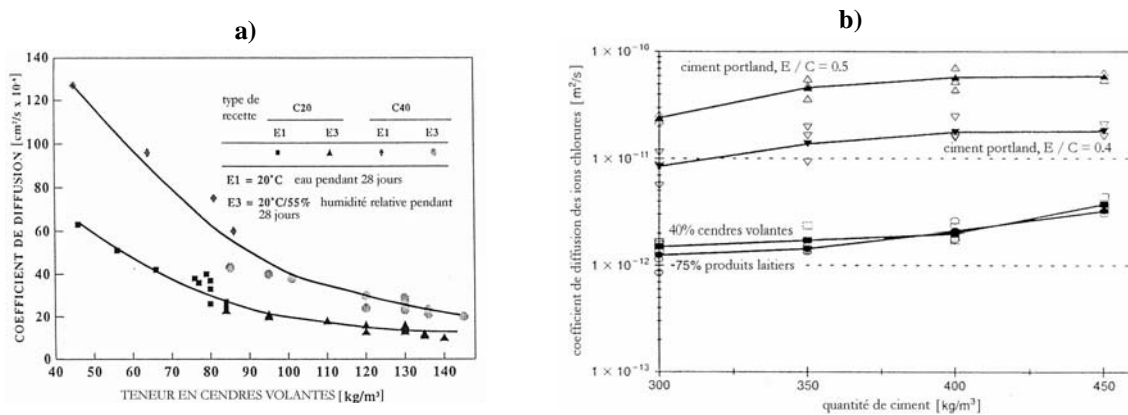 a)
140
120
100
80
60
40
20
0
COEFFICIENT DE DIFFUSION [cm²/s x 10⁻⁹]
type de
recette
C20 C40
E1 E3 E1 E3
E1 = 20°C eau pendant 28 jours
E3 = 20°C/55% humidité relative pendant
28 jours
40 50 60 70 80 90 100 110 120 130 140
TENEUR EN CENDRES VOLANTES [kg/m³]
b)
1 × 10⁻¹⁰
1 × 10⁻¹¹
1 × 10⁻¹²
1 × 10⁻¹³
coefficient de diffusion des ions chlorures [m²/s]
ciment portland, E / C = 0.5
ciment portland, E / C = 0.4
40% cendres volantes
-75% produits laitiers
300 350 400 450
quantité de ciment [kg/m³]